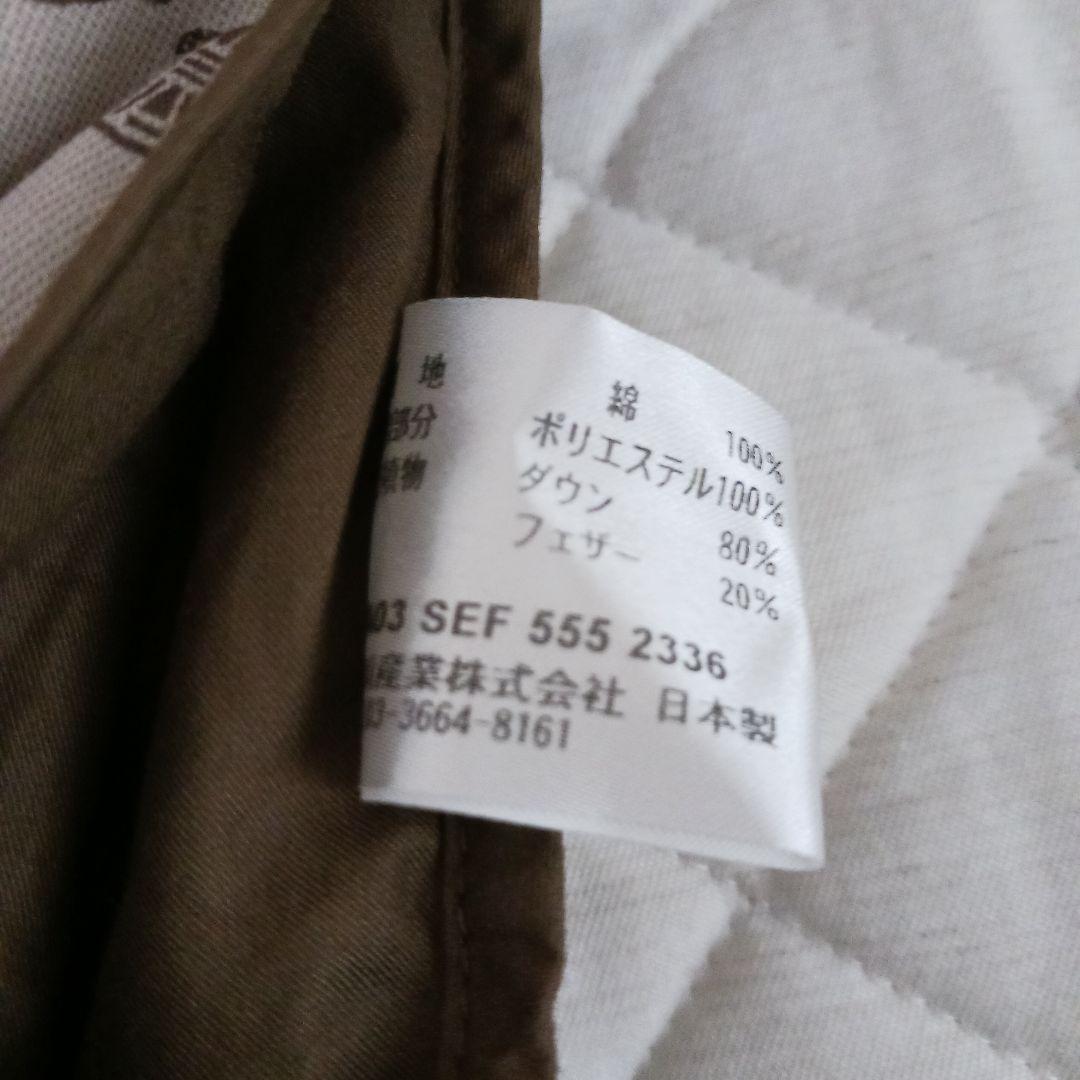 地 綿 100%
部分 ポリエステル100%
物 ダウン 80%
フェザー 20%
03 SEF 555 2336
産業株式会社 日本製
03-3664-8161